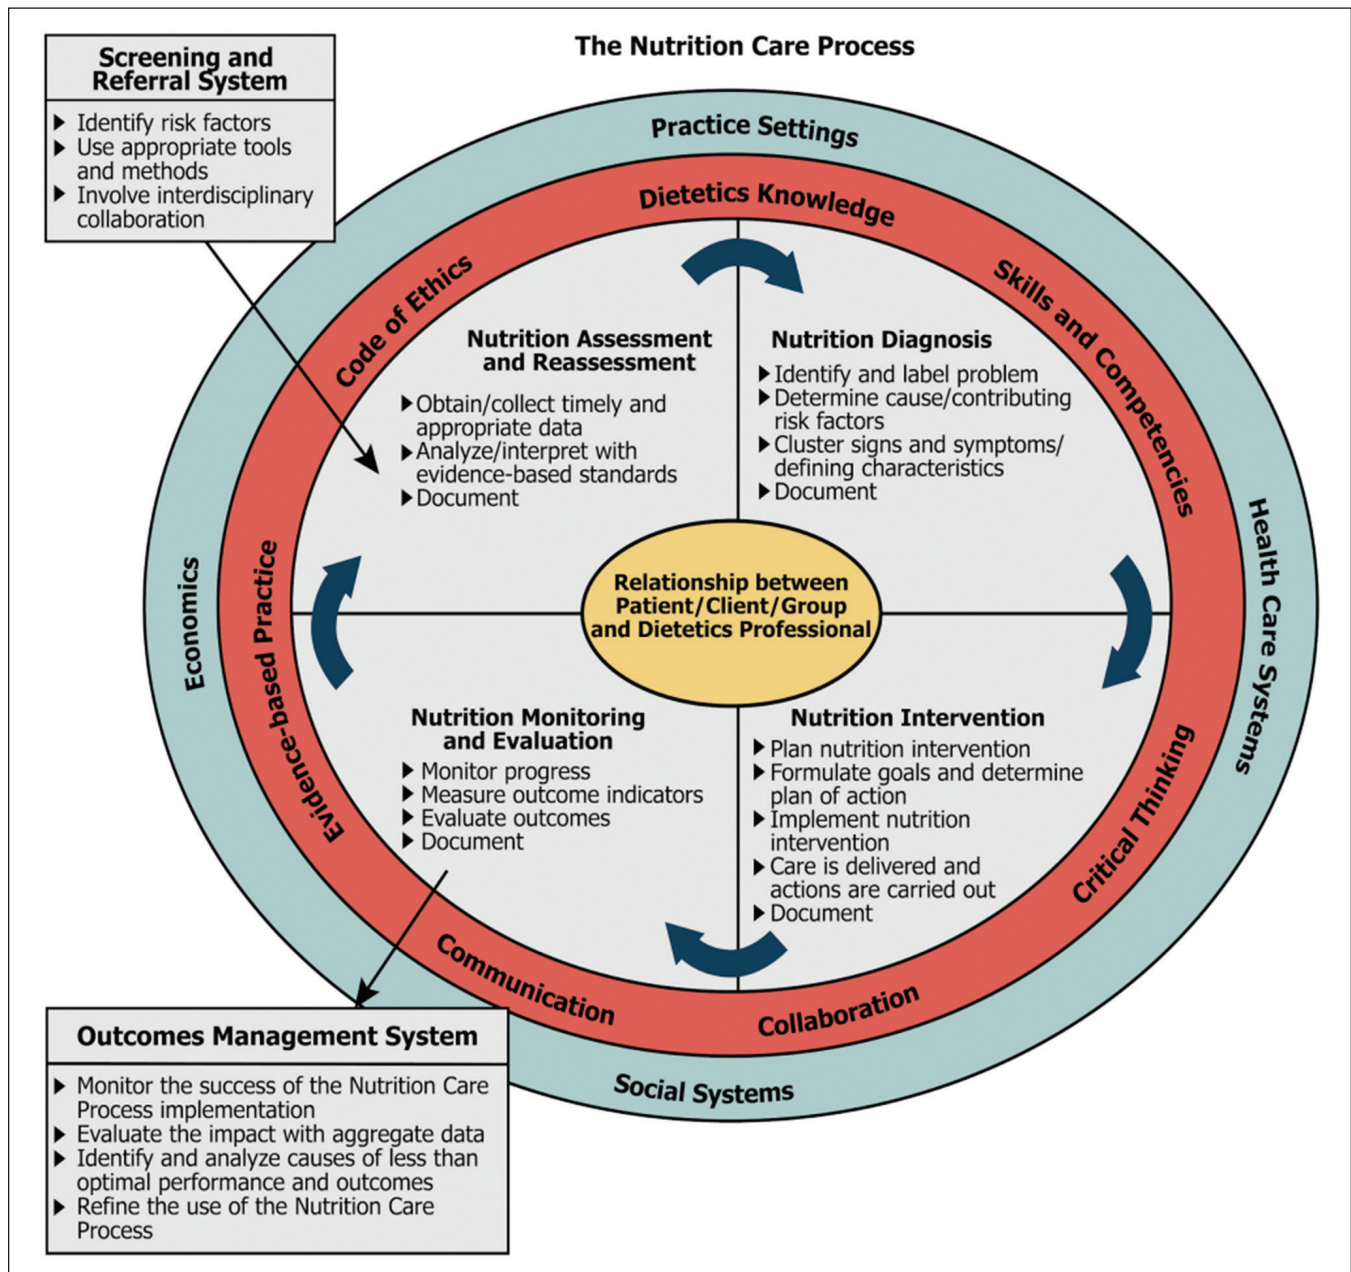 The Nutrition Care Process
Screening and
Referral System
▶ Identify risk factors
▶ Use appropriate tools
and methods
▶ Involve interdisciplinary
collaboration
Practice Settings
Dietetics Knowledge
Code of Ethics
Skills and Competencies
Nutrition Assessment
and Reassessment
▶ Obtain/collect timely and
appropriate data
▶ Analyze/interpret with
evidence-based standards
▶ Document
Nutrition Diagnosis
▶ Identify and label problem
▶ Determine cause/contributing
risk factors
▶ Cluster signs and symptoms/
defining characteristics
▶ Document
Relationship between
Patient/Client/Group
and Dietetics Professional
Economics
Evidence-based Practice
Health Care Systems
Critical Thinking
Nutrition Monitoring
and Evaluation
▶ Monitor progress
▶ Measure outcome indicators
▶ Evaluate outcomes
▶ Document
Nutrition Intervention
▶ Plan nutrition intervention
▶ Formulate goals and determine
plan of action
▶ Implement nutrition
intervention
▶ Care is delivered and
actions are carried out
▶ Document
Communication
Collaboration
Social Systems
Outcomes Management System
▶ Monitor the success of the Nutrition Care
Process implementation
▶ Evaluate the impact with aggregate data
▶ Identify and analyze causes of less than
optimal performance and outcomes
▶ Refine the use of the Nutrition Care
Process